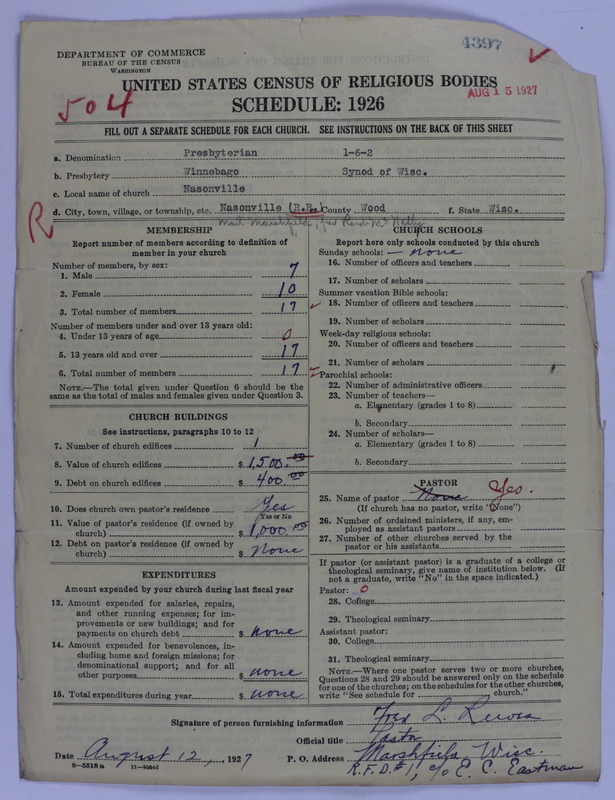 4397
DEPARTMENT OF COMMERCE
BUREAU OF THE CENSUS
WASHINGTON
UNITED STATES CENSUS OF RELIGIOUS BODIES
AUG 15 1927
504
SCHEDULE: 1926
FILL OUT A SEPARATE SCHEDULE FOR EACH CHURCH. SEE INSTRUCTIONS ON THE BACK OF THIS SHEET
a. Denomination Presbyterian 1-6-2
b. Presbytery Winnebago Synod of Wisc.
c. Local name of church Nasonville
d. City, town, village, or township, etc. Nasonville (R.R. County Wood f. State Wisc.
R
mail Marshfield, per Rev'd McNally
MEMBERSHIP
Report number of members according to definition of
member in your church
Number of members, by sex:
1. Male 7
2. Female 10
3. Total number of members 17
Number of members under and over 13 years old:
4. Under 13 years of age 0
5. 13 years old and over 17
6. Total number of members 17
NOTE.—The total given under Question 6 should be the
same as the total of males and females given under Question 3.
CHURCH BUILDINGS
See instructions, paragraphs 10 to 12
7. Number of church edifices 1
8. Value of church edifices $ 1,500.00
9. Debt on church edifices $ 400.00
10. Does church own pastor's residence Yes
Yes or No
11. Value of pastor's residence (if owned by
church) $ 1,000.00
12. Debt on pastor's residence (if owned by
church) $ none
EXPENDITURES
Amount expended by your church during last fiscal year
13. Amount expended for salaries, repairs,
and other running expenses; for im-
provements or new buildings; and for
payments on church debt $ none
14. Amount expended for benevolences, in-
cluding home and foreign missions; for
denominational support; and for all
other purposes $ none
15. Total expenditures during year $ none
CHURCH SCHOOLS
Report here only schools conducted by this church
Sunday schools: — none
16. Number of officers and teachers
17. Number of scholars
Summer vacation Bible schools:
18. Number of officers and teachers
19. Number of scholars
Week-day religious schools:
20. Number of officers and teachers
21. Number of scholars
Parochial schools:
22. Number of administrative officers
23. Number of teachers—
a. Elementary (grades 1 to 8)
b. Secondary
24. Number of scholars—
a. Elementary (grades 1 to 8)
b. Secondary
PASTOR
25. Name of pastor None Yes.
(If church has no pastor, write "None")
26. Number of ordained ministers, if any, em-
ployed as assistant pastors
27. Number of other churches served by the
pastor or his assistants
If pastor (or assistant pastor) is a graduate of a college or
theological seminary, give name of institution below. (If
not a graduate, write "No" in the space indicated.)
Pastor: 0
28. College
29. Theological seminary
Assistant pastor:
30. College
31. Theological seminary
NOTE.—Where one pastor serves two or more churches,
Questions 28 and 29 should be answered only on the schedule
for one of the churches; on the schedules for the other churches,
write "See schedule for church."
Signature of person furnishing information Fred L.
Official title Pastor
Date August 12, 1927 P. O. Address Marshfield, Wisc.
8-5518a 11-9046d R.F.D.#1, c/o E. C. Eastman